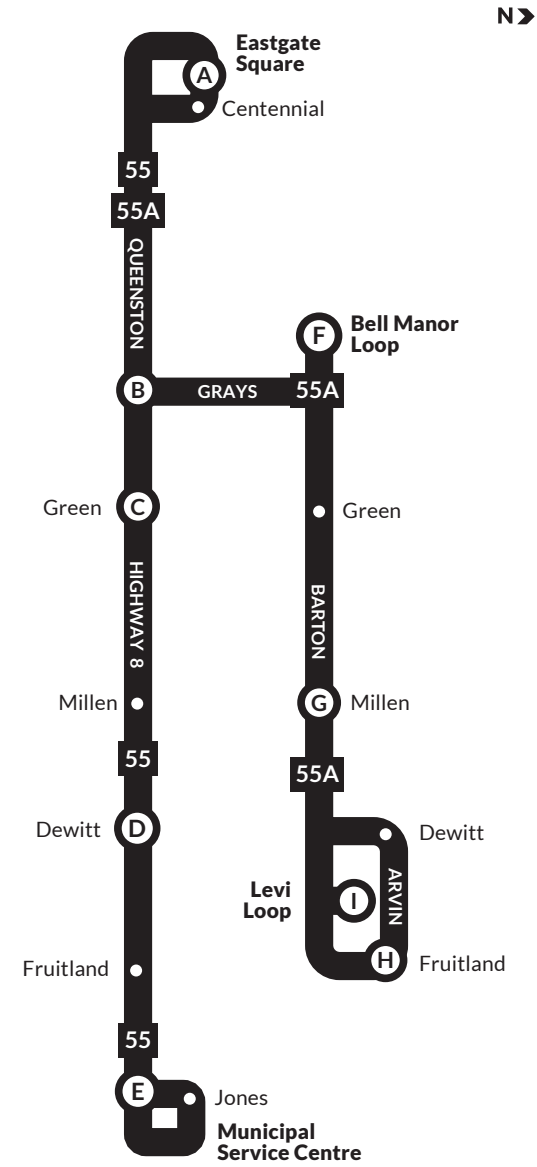 N
Eastgate
Square
A
Centennial
55
55A
QUEENSTON
F
Bell Manor
Loop
B
GRAYS
55A
Green
C
Green
HIGHWAY 8
BARTON
Millen
G
Millen
55
55A
Dewitt
D
Dewitt
Levi
Loop
I
ARVIN
Fruitland
H
Fruitland
55
E
Jones
Municipal
Service Centre